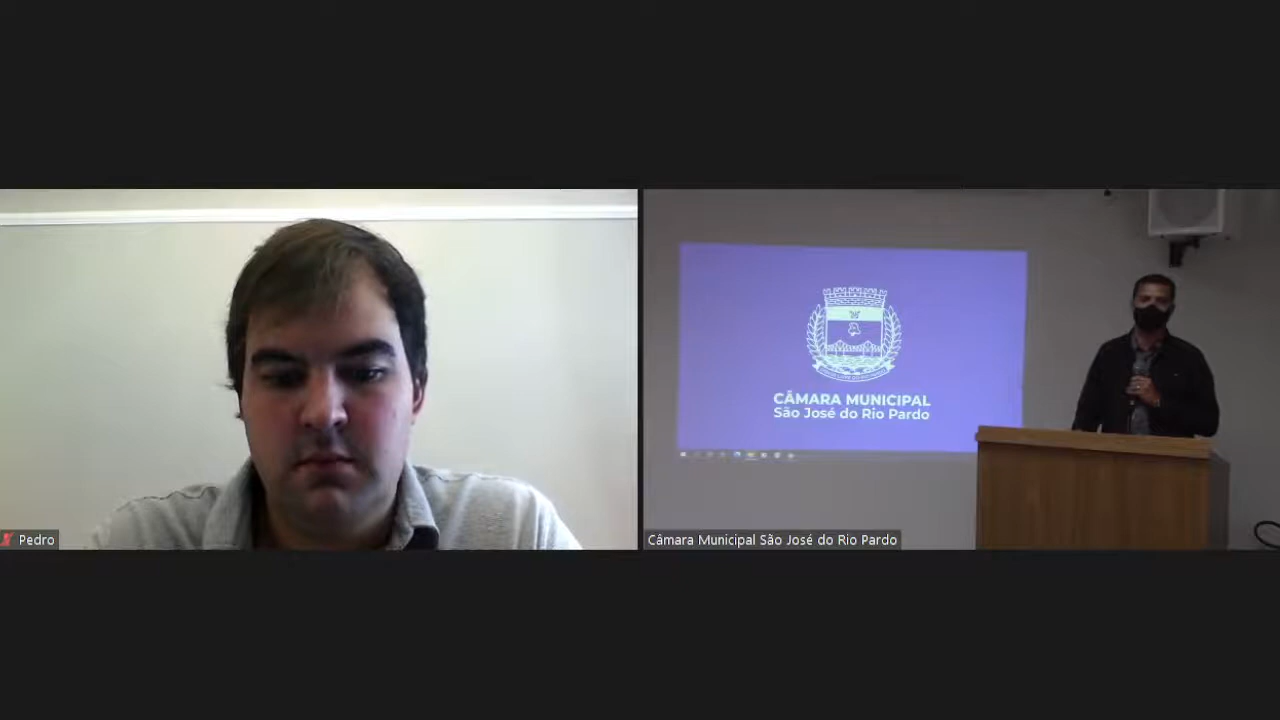 CÂMARA MUNICIPAL
São José do Rio Pardo
Pedro
Câmara Municipal São José do Rio Pardo